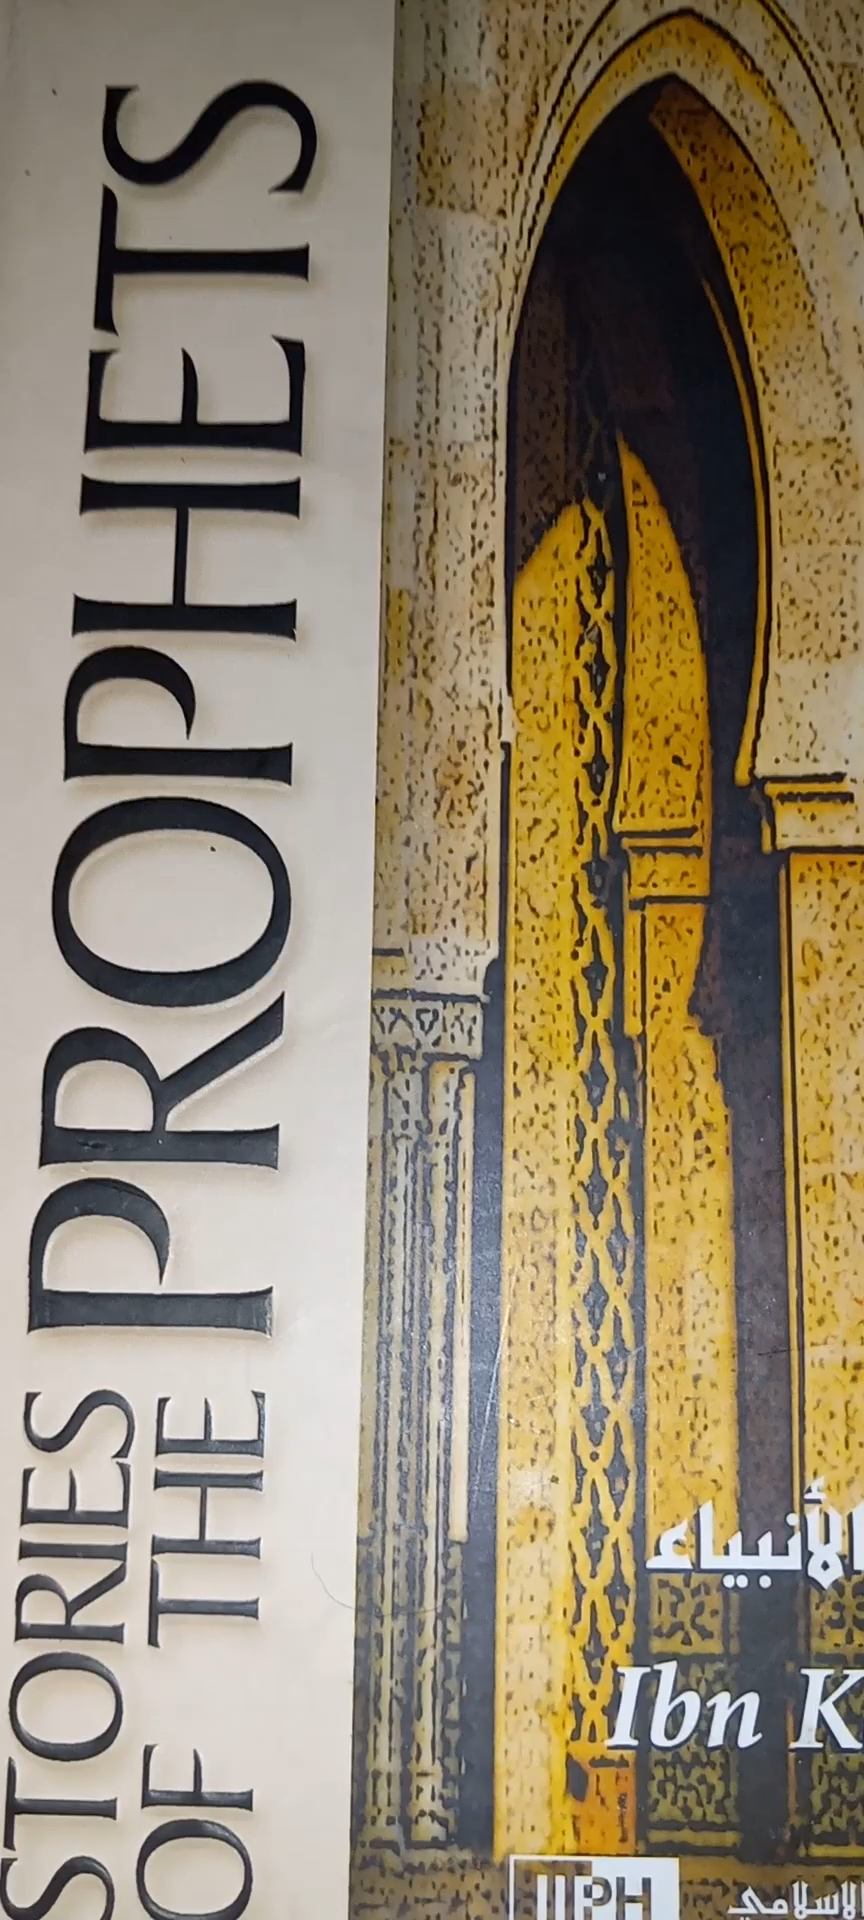 STORIES
OF THE
PROPHETS
الأنبياء
Ibn K
IIPH
الإسلامي